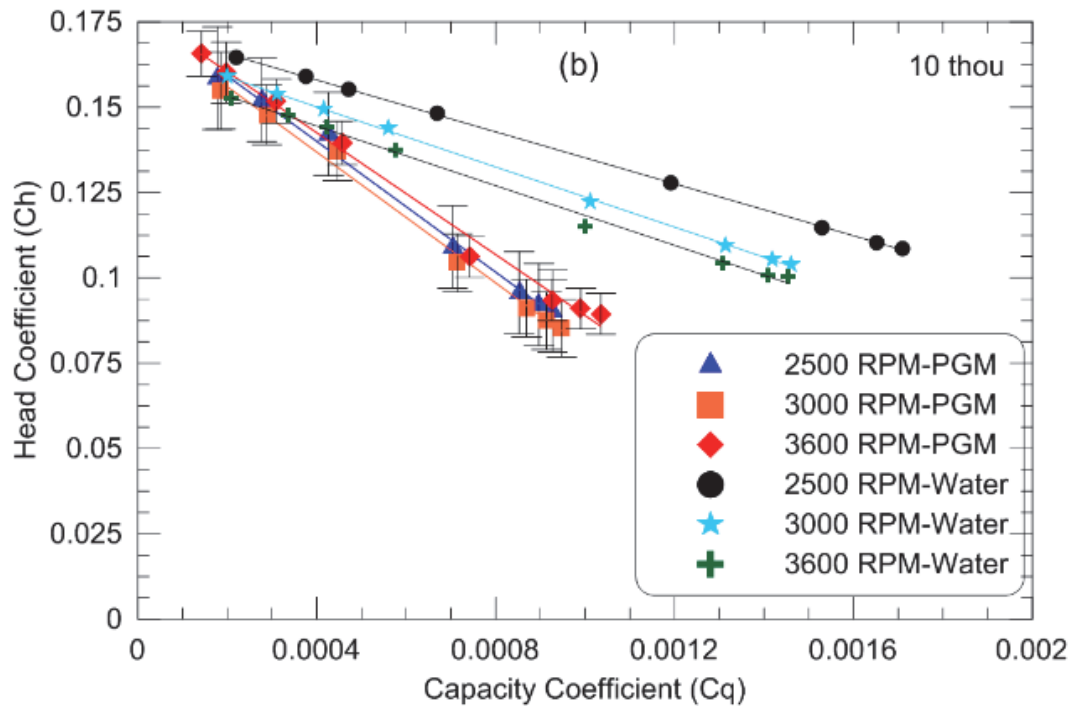 0.175
(b)
10 thou
0.15
0.125
0.1
0.075
0.05
0.025
0
Head Coefficient (Ch)
2500 RPM-PGM
3000 RPM-PGM
3600 RPM-PGM
2500 RPM-Water
3000 RPM-Water
3600 RPM-Water
0
0.0004
0.0008
0.0012
0.0016
0.002
Capacity Coefficient (Cq)